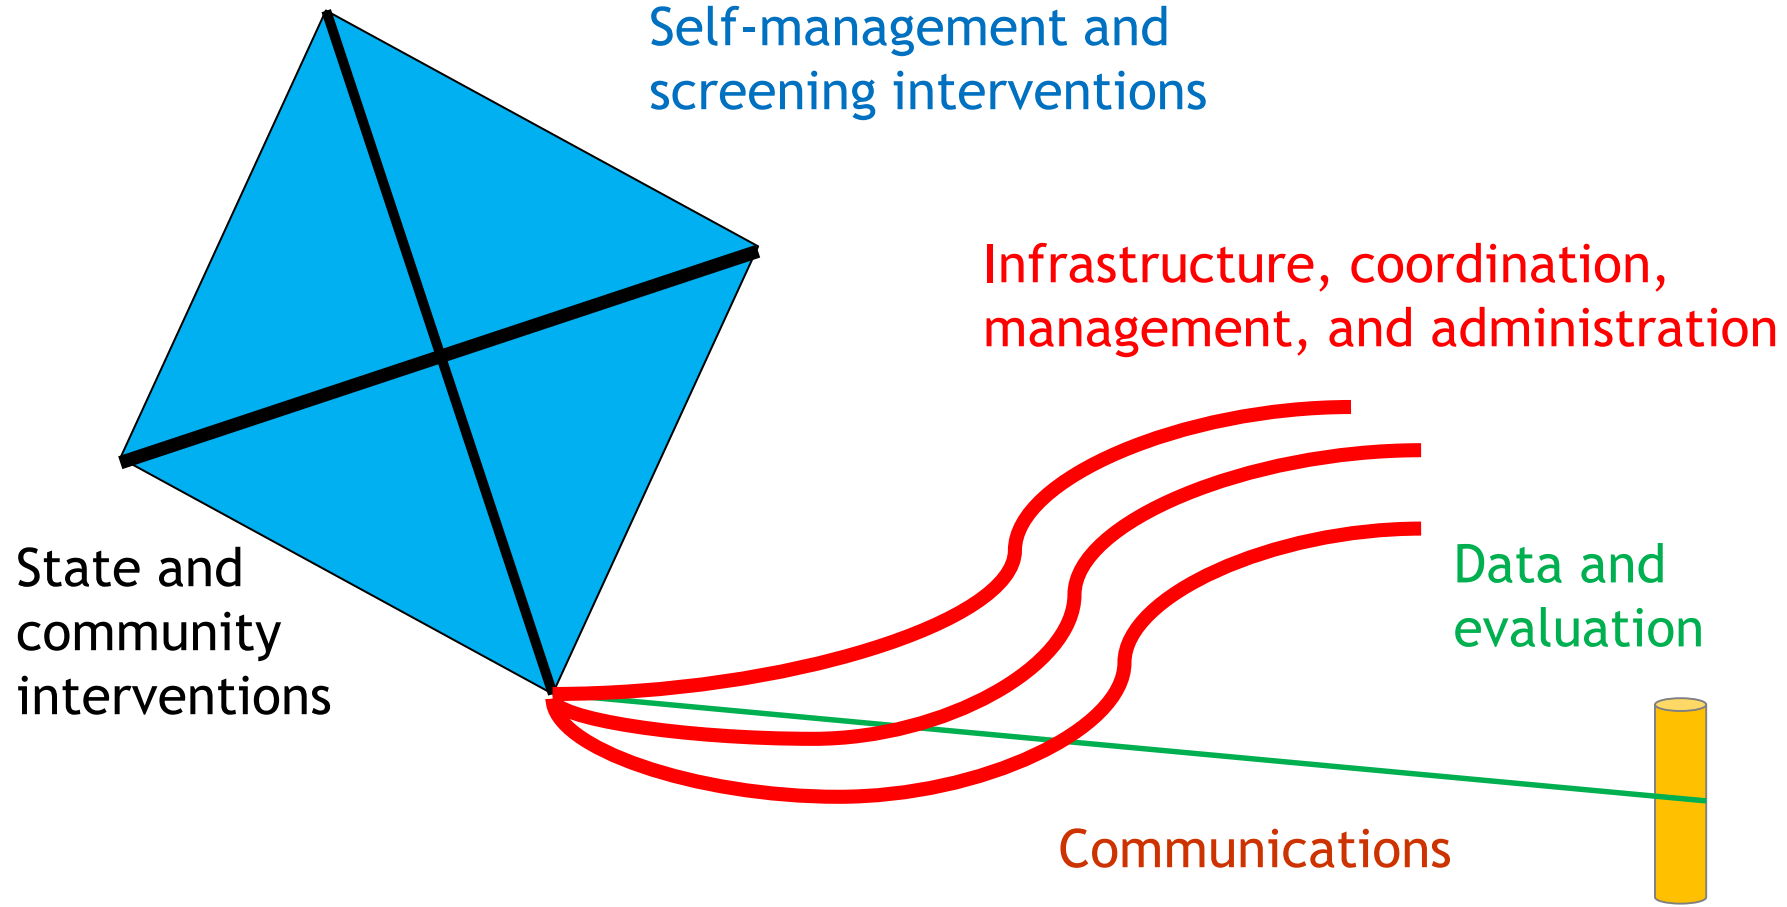 Self-management and
screening interventions
Infrastructure, coordination,
management, and administration
State and
community
interventions
Data and
evaluation
Communications